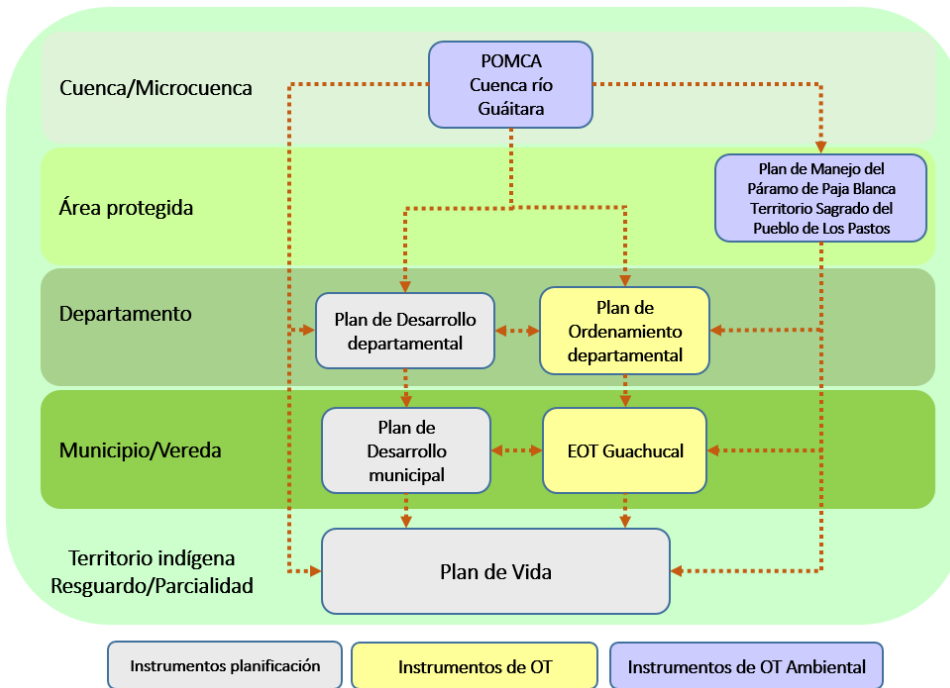 Cuenca/Microcuenca
POMCA
Cuenca río
Guáitara
Área protegida
Plan de Manejo del
Páramo de Paja Blanca
Territorio Sagrado del
Pueblo de Los Pastos
Departamento
Plan de Desarrollo
departamental
Plan de
Ordenamiento
departamental
Municipio/Vereda
Plan de
Desarrollo
municipal
EOT Guachucal
Territorio indígena
Resguardo/Parcialidad
Plan de Vida
Instrumentos planificación
Instrumentos de OT
Instrumentos de OT Ambiental